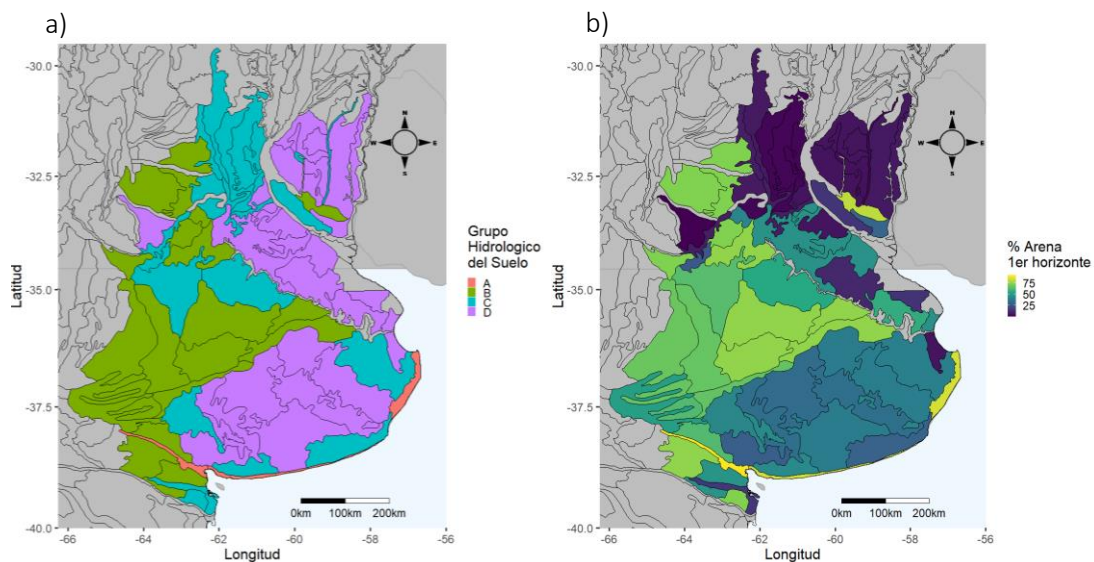 a)
-30.0
-32.5
-35.0
-37.5
-40.0
Latitud
-66
-64
-62
-60
-58
-56
Longitud
N
W
E
S
0km
100km
200km
Grupo
Hidrologico
del Suelo
A
B
C
D
b)
-30.0
-32.5
-35.0
-37.5
-40.0
Latitud
-66
-64
-62
-60
-58
-56
Longitud
N
W
E
S
0km
100km
200km
% Arena
1er horizonte
75
50
25